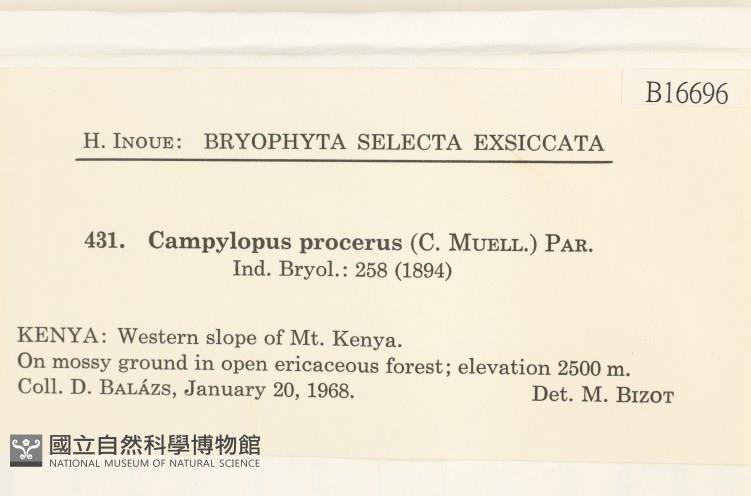 B16696
H. INOUE: BRYOPHYTA SELECTA EXSICCATA
431. Campylopus procerus (C. MUELL.) PAR.
Ind. Bryol.: 258 (1894)
KENYA: Western slope of Mt. Kenya.
On mossy ground in open ericaceous forest; elevation 2500 m.
Coll. D. BALÁZS, January 20, 1968. Det. M. BIZOT
國立自然科學博物館
NATIONAL MUSEUM OF NATURAL SCIENCE